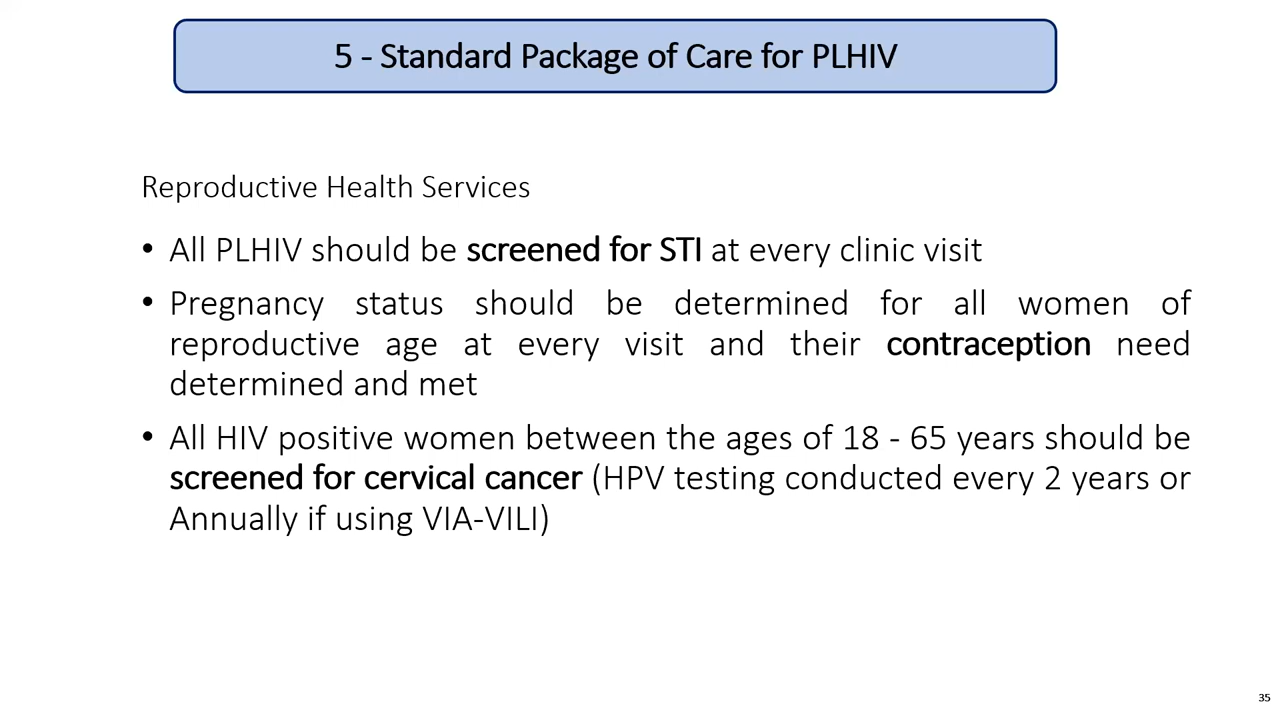 5 - Standard Package of Care for PLHIV
Reproductive Health Services
• All PLHIV should be screened for STI at every clinic visit
• Pregnancy status should be determined for all women of
reproductive age at every visit and their contraception need
determined and met
• All HIV positive women between the ages of 18 - 65 years should be
screened for cervical cancer (HPV testing conducted every 2 years or
Annually if using VIA-VILI)
35